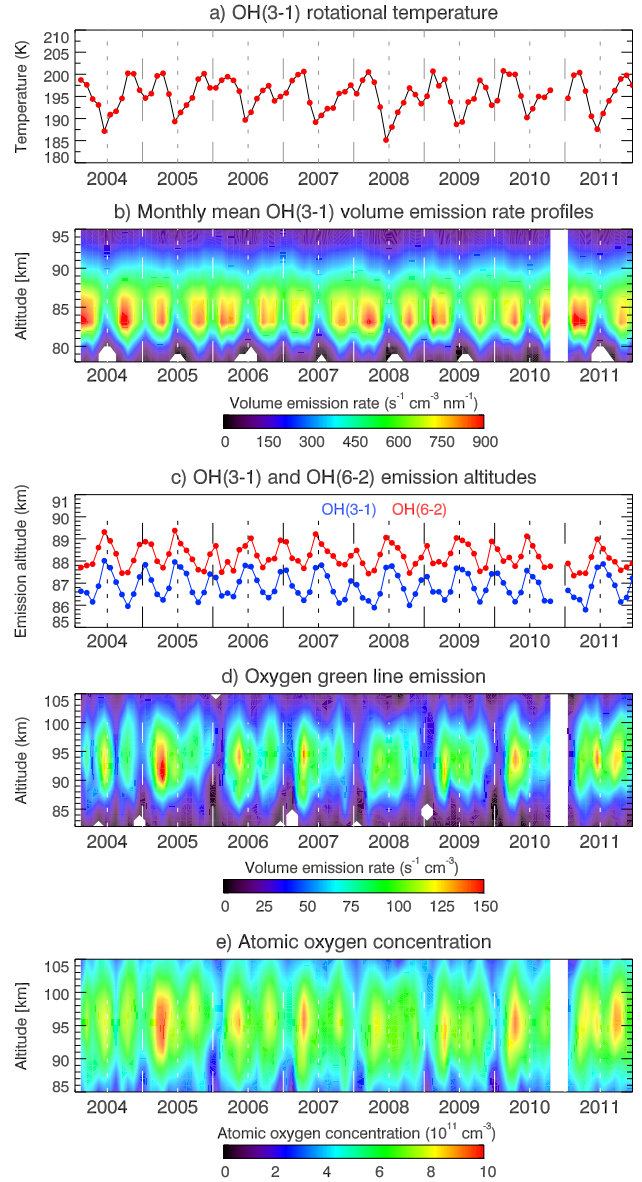 a) OH(3-1) rotational temperature
210
205
200
195
190
185
180
Temperature (K)
2004 2005 2006 2007 2008 2009 2010 2011
b) Monthly mean OH(3-1) volume emission rate profiles
95
90
85
80
Altitude [km]
2004 2005 2006 2007 2008 2009 2010 2011
Volume emission rate (s⁻¹ cm⁻³ nm⁻¹)
0 150 300 450 600 750 900
c) OH(3-1) and OH(6-2) emission altitudes
91
90
89
88
87
86
85
Emission altitude (km)
OH(3-1) OH(6-2)
2004 2005 2006 2007 2008 2009 2010 2011
d) Oxygen green line emission
105
100
95
90
85
Altitude (km)
2004 2005 2006 2007 2008 2009 2010 2011
Volume emission rate (s⁻¹ cm⁻³)
0 25 50 75 100 125 150
e) Atomic oxygen concentration
105
100
95
90
85
Altitude [km]
2004 2005 2006 2007 2008 2009 2010 2011
Atomic oxygen concentration (10¹¹ cm⁻³)
0 2 4 6 8 10